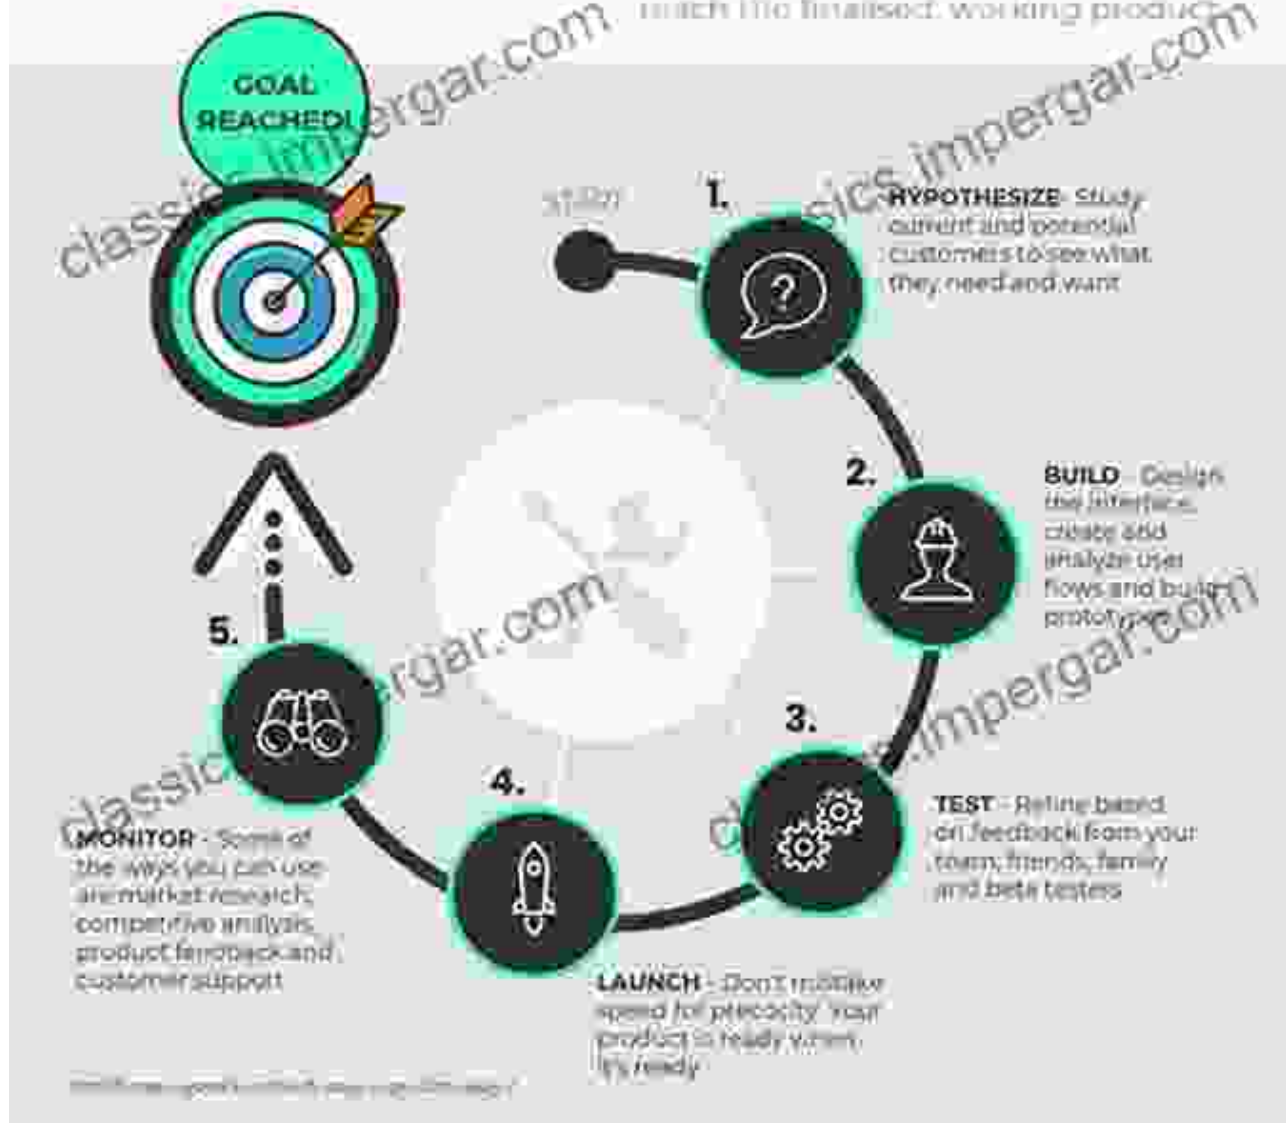 reach the finalised, working product
GOAL
REACHED!
START
1.
HYPOTHESIZE - Study
current and potential
customers to see what
they need and want
2.
BUILD - Design
the interface,
create and
analyze user
flows and build
prototypes
3.
TEST - Refine based
on feedback from your
team, friends, family
and beta testers
4.
LAUNCH - Don't mistake
speed for precocity. Your
product is ready when
it's ready
5.
MONITOR - Some of
the ways you can use
are market research,
competitive analysis,
product feedback and
customer support
classics.impergar.com
classics.impergar.com
classics.impergar.com
classics.impergar.com